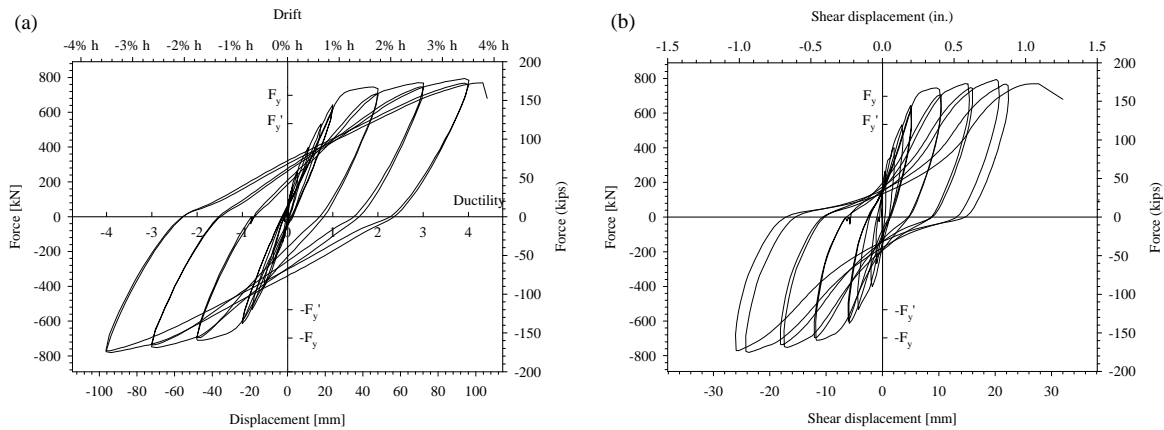 (a)
Drift
-4% h -3% h -2% h -1% h 0% h 1% h 2% h 3% h 4% h
800
600
400
200
0
-200
-400
-600
-800
Force [kN]
F_y
F_y'
Ductility
-4 -3 -2 -1 0 1 2 3 4
-F_y'
-F_y
200
150
100
50
0
-50
-100
-150
-200
Force (kips)
-100 -80 -60 -40 -20 0 20 40 60 80 100
Displacement [mm]
(b)
Shear displacement (in.)
-1.5 -1.0 -0.5 0.0 0.5 1.0 1.5
800
600
400
200
0
-200
-400
-600
-800
Force [kN]
F_y
F_y'
-F_y'
-F_y
200
150
100
50
0
-50
-100
-150
-200
Force (kips)
-30 -20 -10 0 10 20 30
Shear displacement [mm]